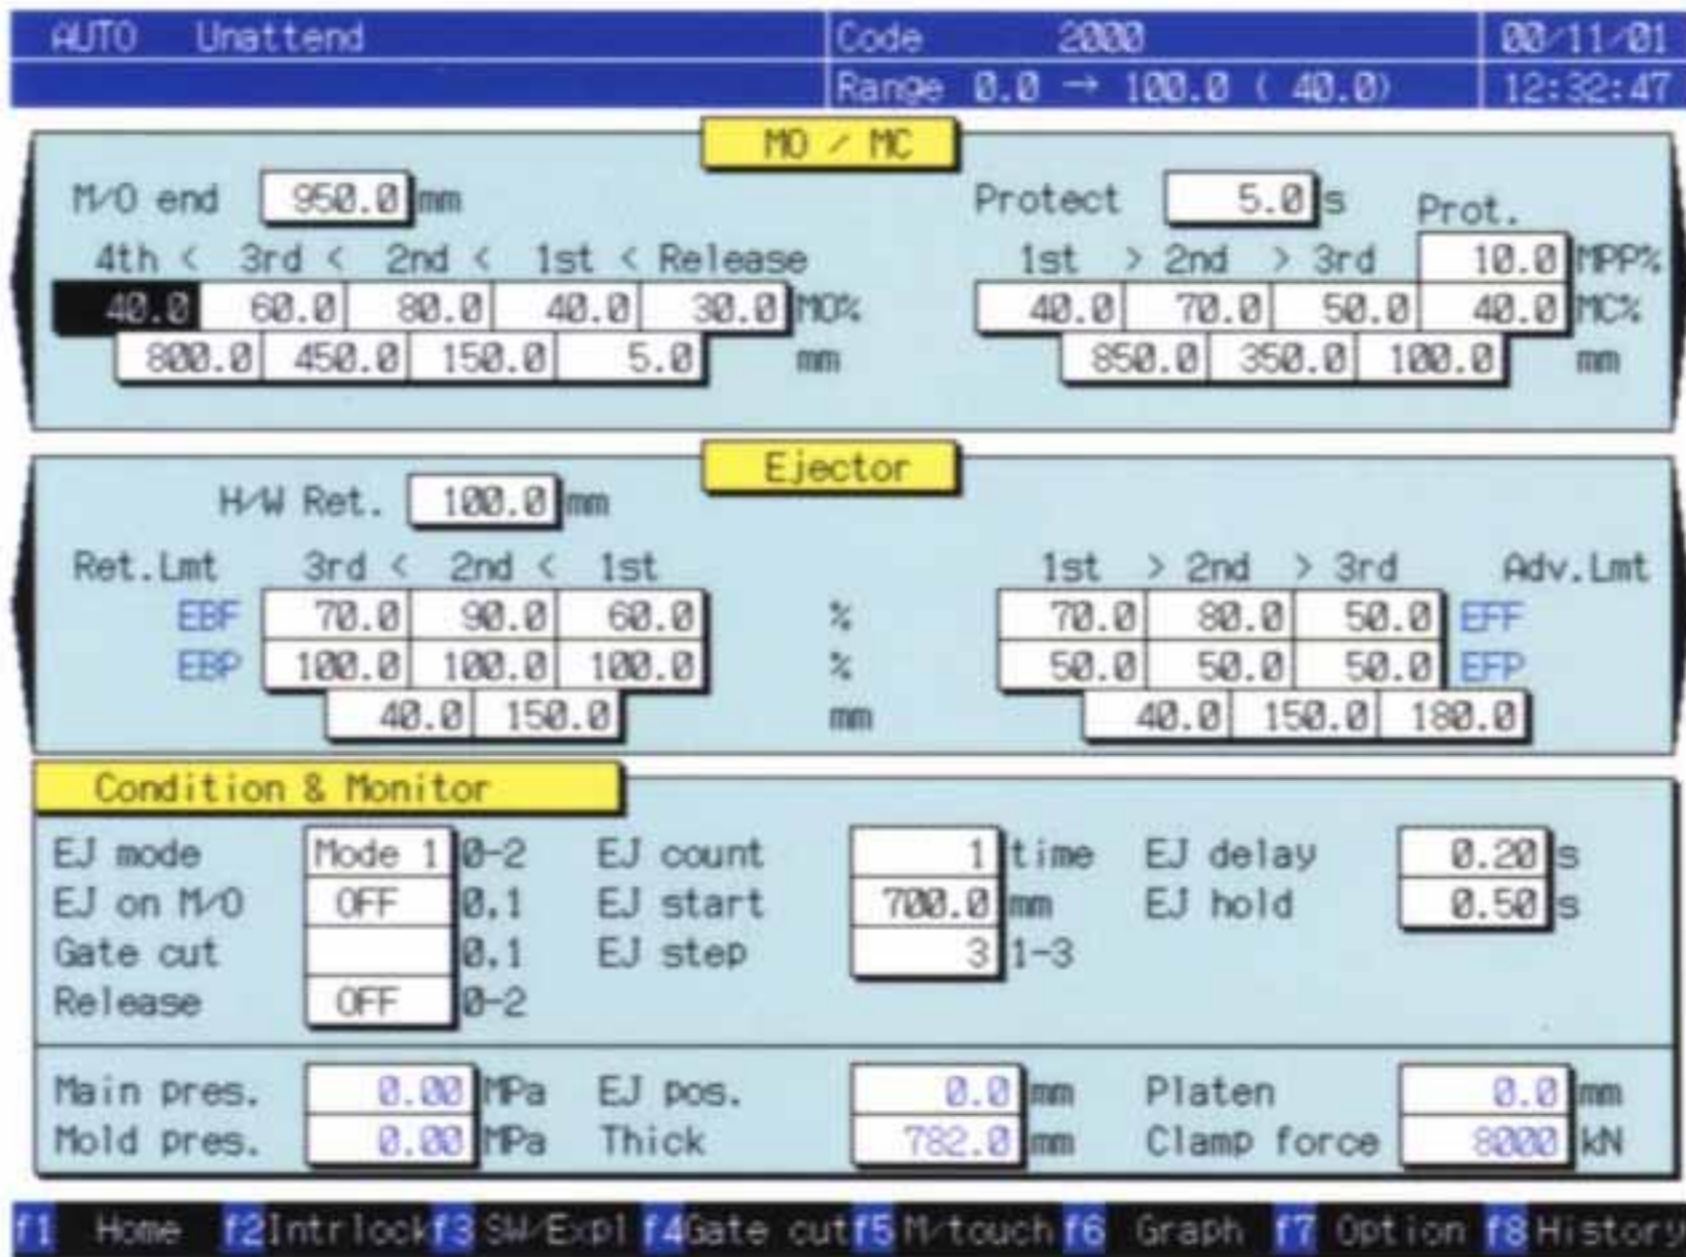 AUTO Unattend Code 2000 00/11/01
Range 0.0 → 100.0 ( 40.0) 12:32:47
MO / MC
M/O end 950.0 mm Protect 5.0 s Prot.
4th < 3rd < 2nd < 1st < Release 1st > 2nd > 3rd 10.0 MPP%
40.0 60.0 80.0 40.0 30.0 MO% 40.0 70.0 50.0 40.0 MC%
800.0 450.0 150.0 5.0 mm 850.0 350.0 100.0 mm
Ejector
H/W Ret. 100.0 mm
Ret.Lmt 3rd < 2nd < 1st 1st > 2nd > 3rd Adv.Lmt
EBF 70.0 90.0 60.0 % 70.0 80.0 50.0 EFF
EBP 100.0 100.0 100.0 % 50.0 50.0 50.0 EFP
40.0 150.0 mm 40.0 150.0 180.0
Condition & Monitor
EJ mode Mode 1 0-2 EJ count 1 time EJ delay 0.20 s
EJ on M/O OFF 0,1 EJ start 700.0 mm EJ hold 0.50 s
Gate cut 0,1 EJ step 3 1-3
Release OFF 0-2
Main pres. 0.00 MPa EJ pos. 0.0 mm Platen 0.0 mm
Mold pres. 0.00 MPa Thick 782.0 mm Clamp force 8000 kN
f1 Home f2 Intrlock f3 SW/Expl f4 Gate cut f5 M/touch f6 Graph f7 Option f8 History